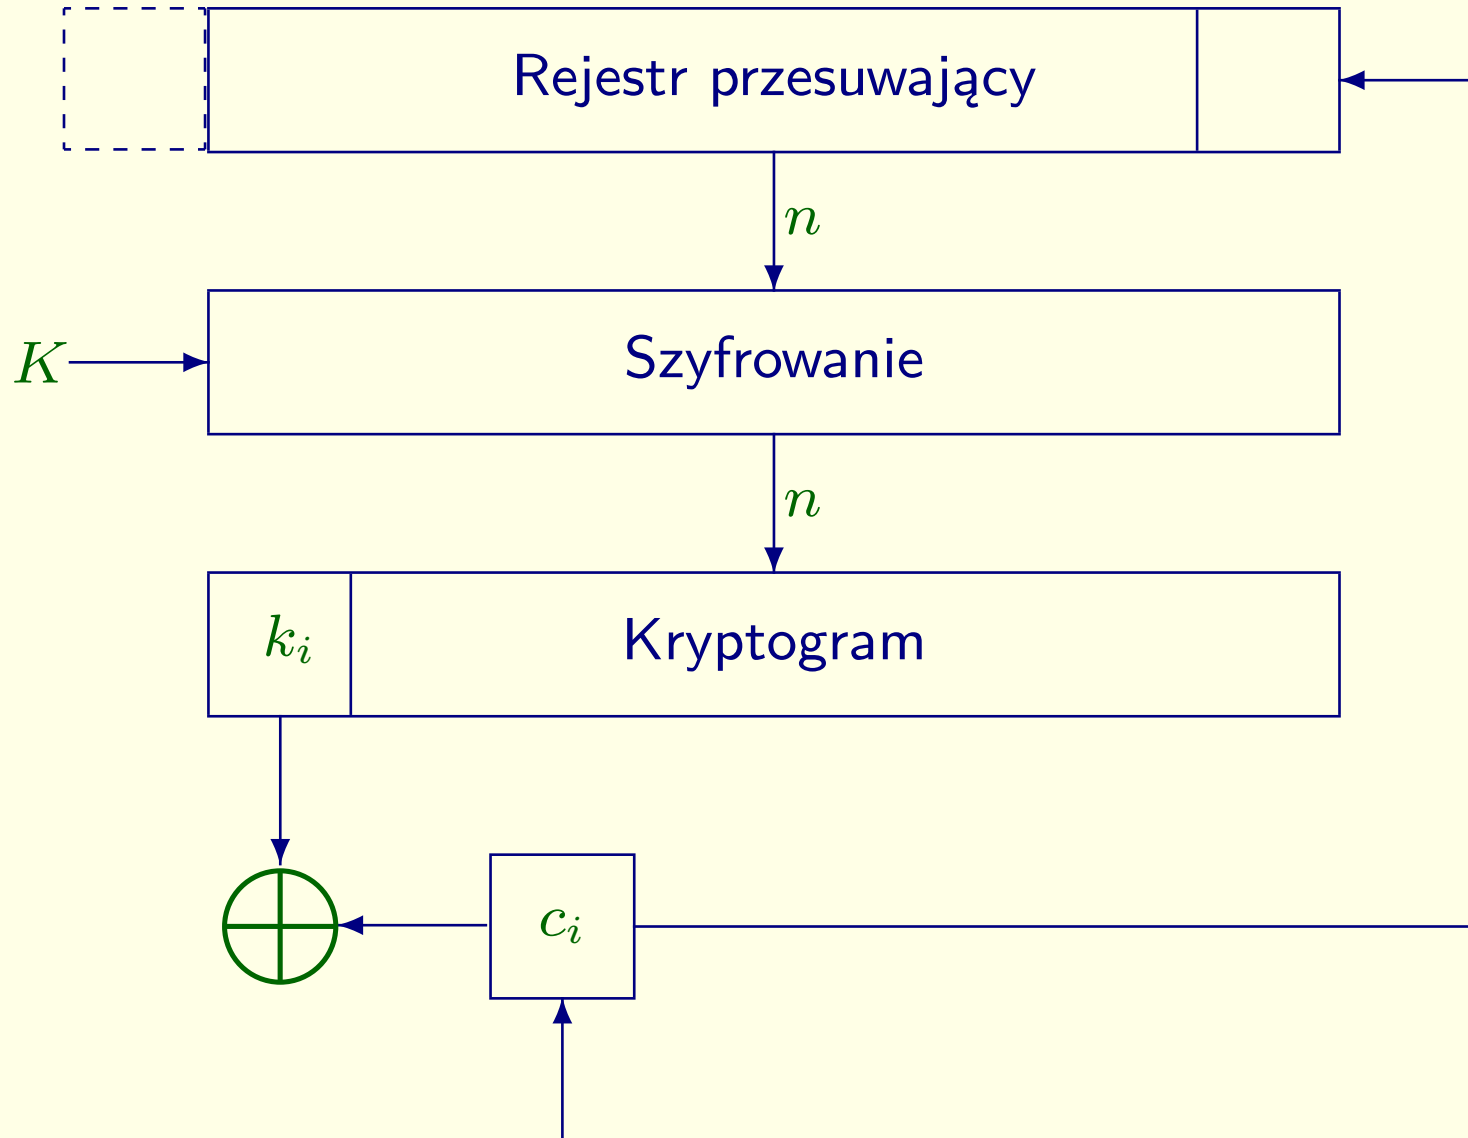 Rejestr przesuwający
n
K
Szyfrowanie
n
k_i
Kryptogram
c_i